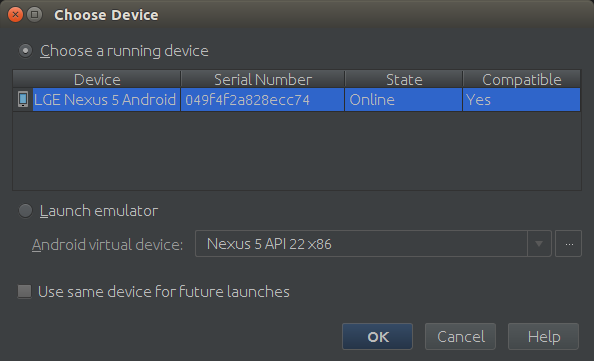 Choose Device
Choose a running device
Device Serial Number State Compatible
LGE Nexus 5 Android 049f4f2a828ecc74 Online Yes
Launch emulator
Android virtual device: Nexus 5 API 22 x86 ...
Use same device for future launches
OK Cancel Help